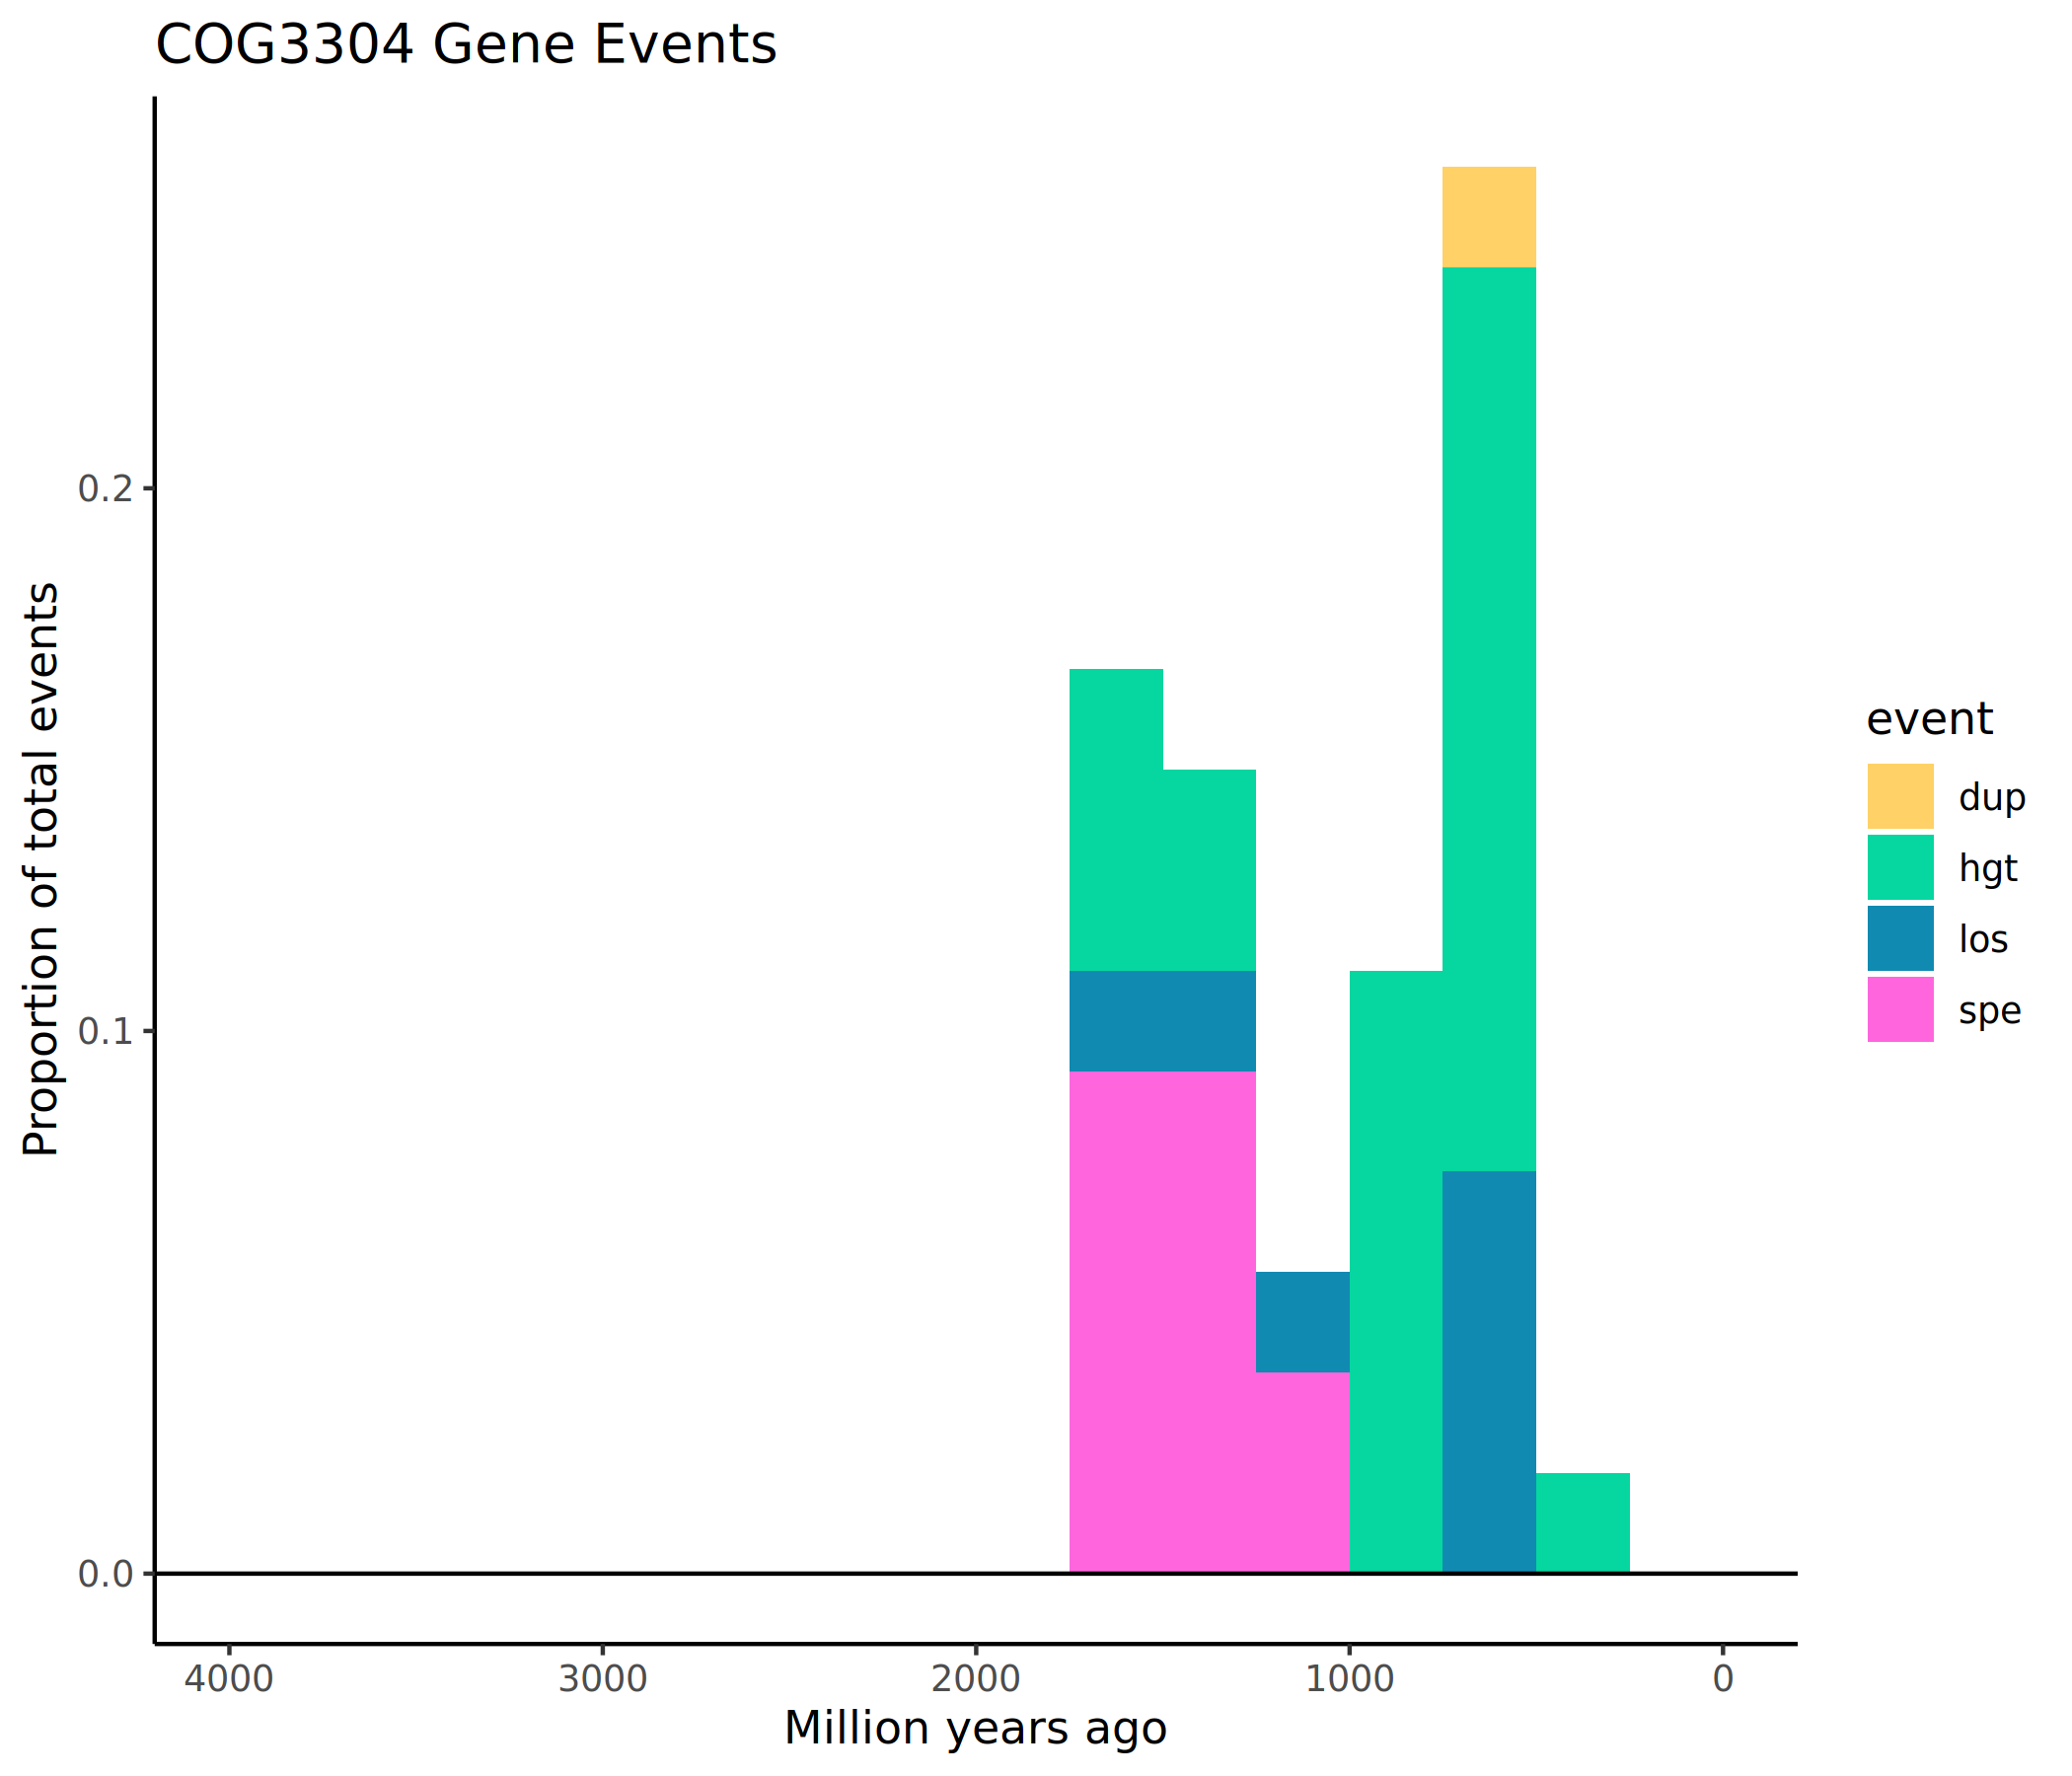 COG3304 Gene Events
Proportion of total events
0.2
0.1
0.0
4000 3000 2000 1000 0
Million years ago
event
dup
hgt
los
spe